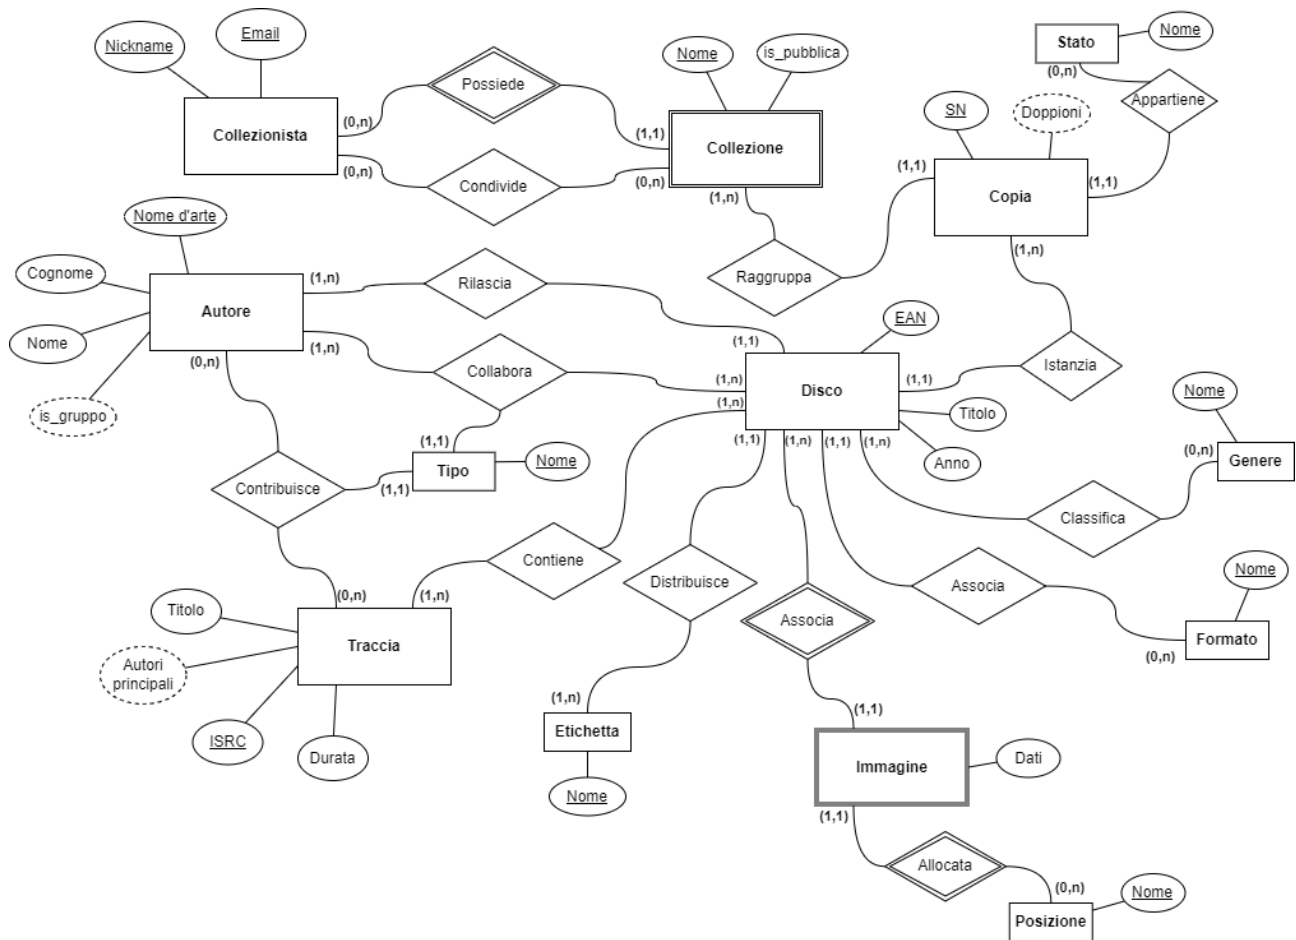 Nickname
Email
Possiede
Nome
is_pubblica
Stato
Nome
(0,n)
Appartiene
Collezionista
(0,n)
(0,n)
(1,1)
(0,n)
Collezione
Condivide
(1,n)
SN
Doppioni
(1,1)
(1,1)
Copia
(1,n)
Nome d'arte
Cognome
Nome
is_gruppo
Autore
(1,n)
(1,n)
(0,n)
Rilascia
Raggruppa
(1,1)
EAN
Collabora
(1,n)
(1,n)
Disco
(1,1)
Istanzia
Titolo
Anno
(1,1)
(1,n)
(1,1)
(1,n)
Nome
(0,n)
Genere
(1,1)
Tipo
Nome
(1,1)
Contribuisce
Classifica
Contiene
Distribuisce
Associa
Associa
Nome
Formato
(0,n)
(0,n)
(1,n)
Titolo
Autori
principali
Traccia
ISRC
Durata
(1,n)
Etichetta
Nome
(1,1)
Immagine
Dati
(1,1)
Allocata
(0,n)
Nome
Posizione